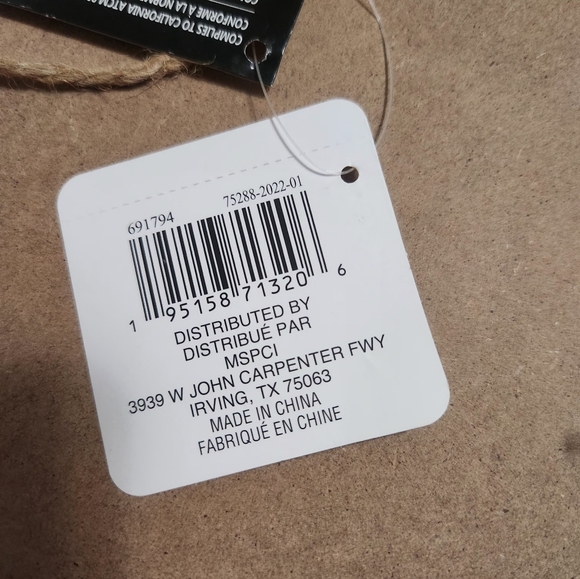 COMPLIES TO CALIFORNIA ATCM
CONFORME À LA
691794 75288-2022-01
1 95158 71320 6
DISTRIBUTED BY
DISTRIBUÉ PAR
MSPCI
3939 W JOHN CARPENTER FWY
IRVING, TX 75063
MADE IN CHINA
FABRIQUÉ EN CHINE